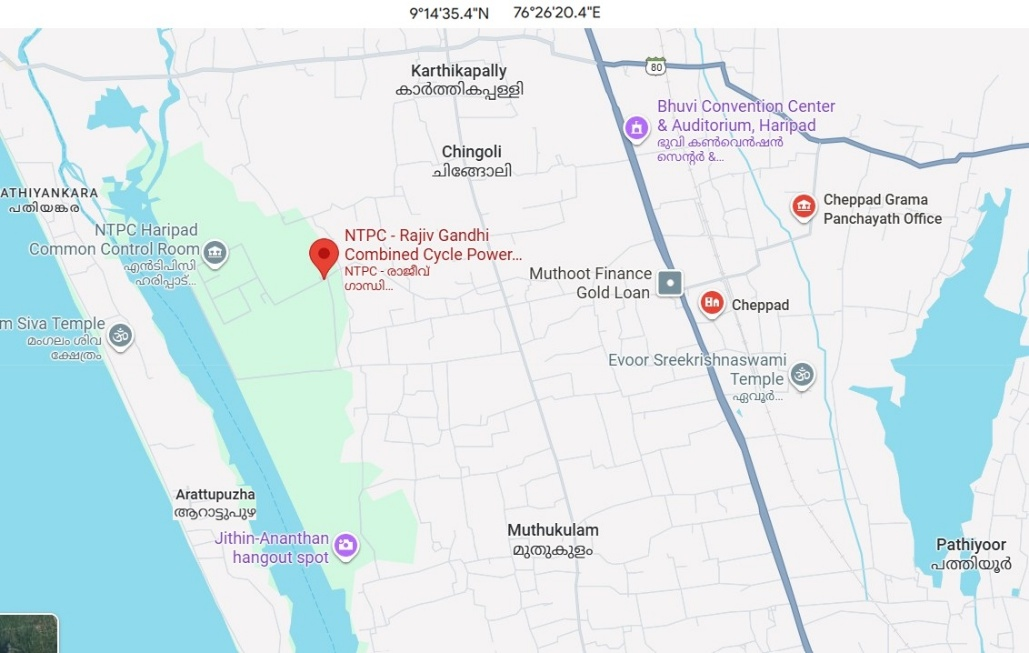 9°14'35.4"N 76°26'20.4"E
80
Karthikapally
കാർത്തികപ്പള്ളി
Bhuvi Convention Center
& Auditorium, Haripad
ഭുവി കൺവെൻഷൻ
സെന്റർ &...
Chingoli
ചിങ്ങോലി
ATHIYANKARA
പതിയങ്കര
Cheppad Grama
Panchayath Office
NTPC Haripad
Common Control Room
എൻടിപിസി
ഹരിപ്പാട്...
NTPC - Rajiv Gandhi
Combined Cycle Power...
NTPC - രാജീവ്
ഗാന്ധി...
Muthoot Finance
Gold Loan
Cheppad
m Siva Temple
മംഗലം ശിവ
ക്ഷേത്രം
Evoor Sreekrishnaswami
Temple
ഏവൂർ...
Arattupuzha
ആറാട്ടുപുഴ
Jithin-Ananthan
hangout spot
Muthukulam
മുതുകുളം
Pathiyoor
പത്തിയൂർ